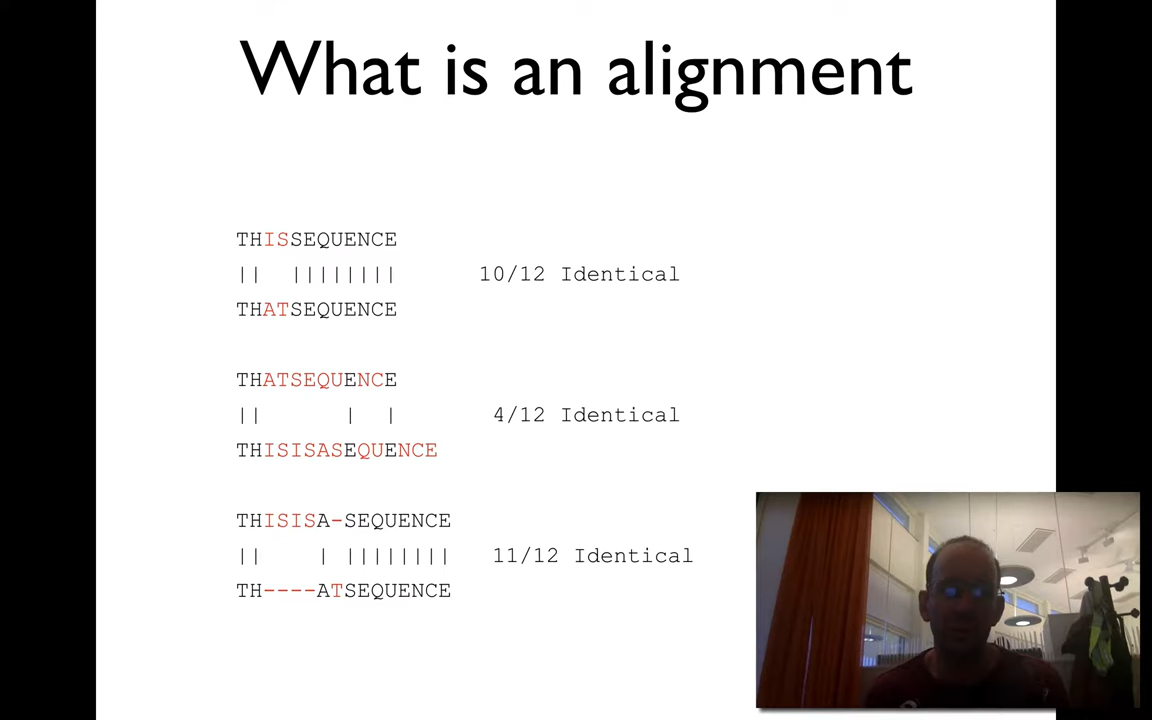 What is an alignment
THISSEQUENCE
|| |||||||| 10/12 Identical
THATSEQUENCE
THATSEQUENCE
|| | | 4/12 Identical
THISISASEQUENCE
THISISA-SEQUENCE
|| | |||||||| 11/12 Identical
TH----ATSEQUENCE